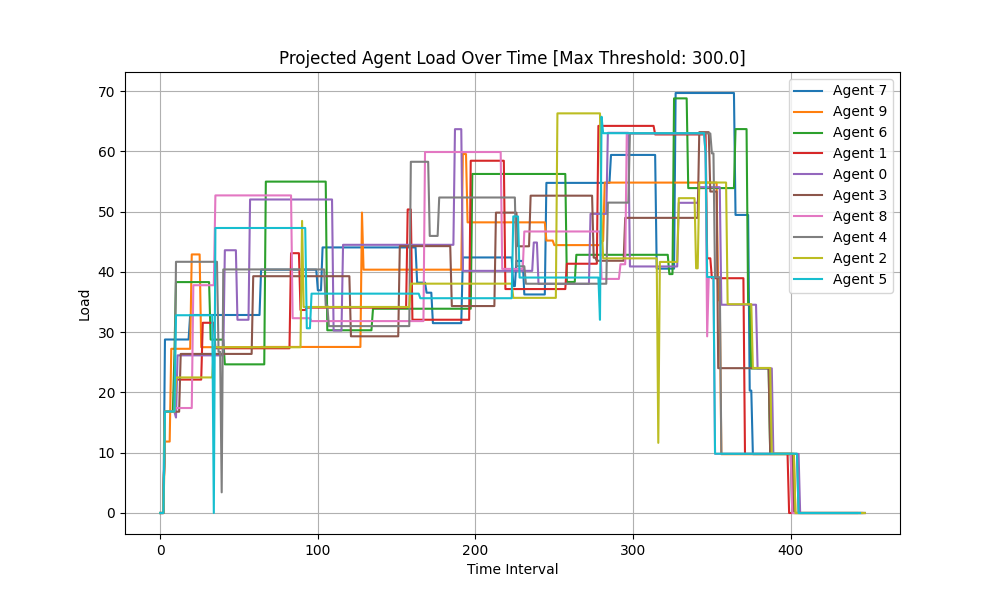 Projected Agent Load Over Time [Max Threshold: 300.0]
Load
70
60
50
40
30
20
10
0
0 100 200 300 400
Time Interval
Agent 7
Agent 9
Agent 6
Agent 1
Agent 0
Agent 3
Agent 8
Agent 4
Agent 2
Agent 5